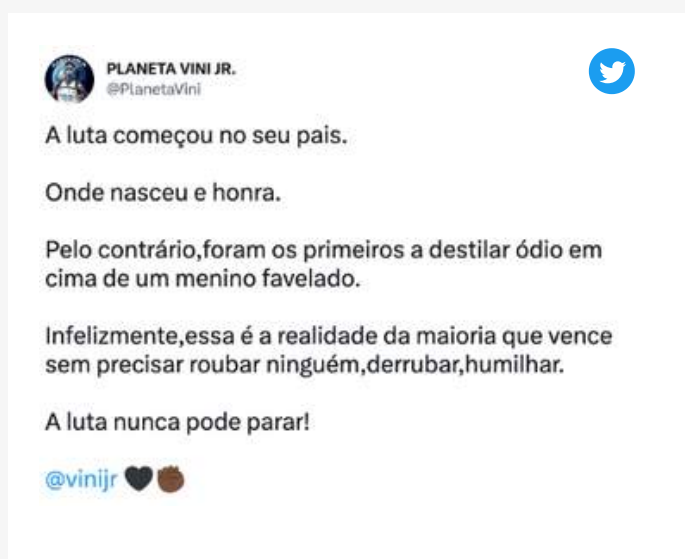 PLANETA VINI JR.
@PlanetaVini
A luta começou no seu pais.
Onde nasceu e honra.
Pelo contrário,foram os primeiros a destilar ódio em
cima de um menino favelado.
Infelizmente,essa é a realidade da maioria que vence
sem precisar roubar ninguém,derrubar,humilhar.
A luta nunca pode parar!
@vinijr 🖤✊🏾